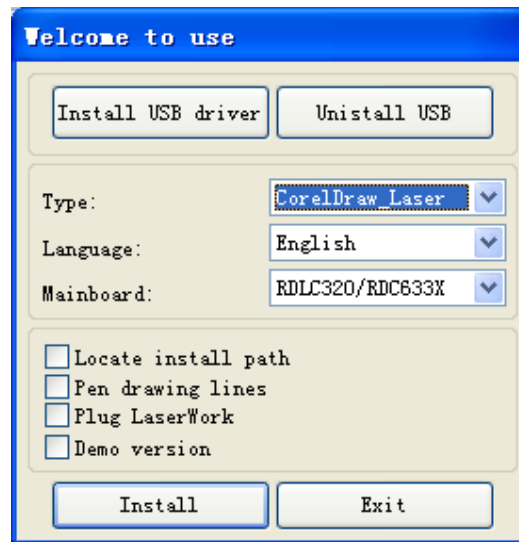 Welcome to use
Install USB driver Unistall USB
Type: CorelDraw_Laser
Language: English
Mainboard: RDLC320/RDC633X
Locate install path
Pen drawing lines
Plug LaserWork
Demo version
Install Exit